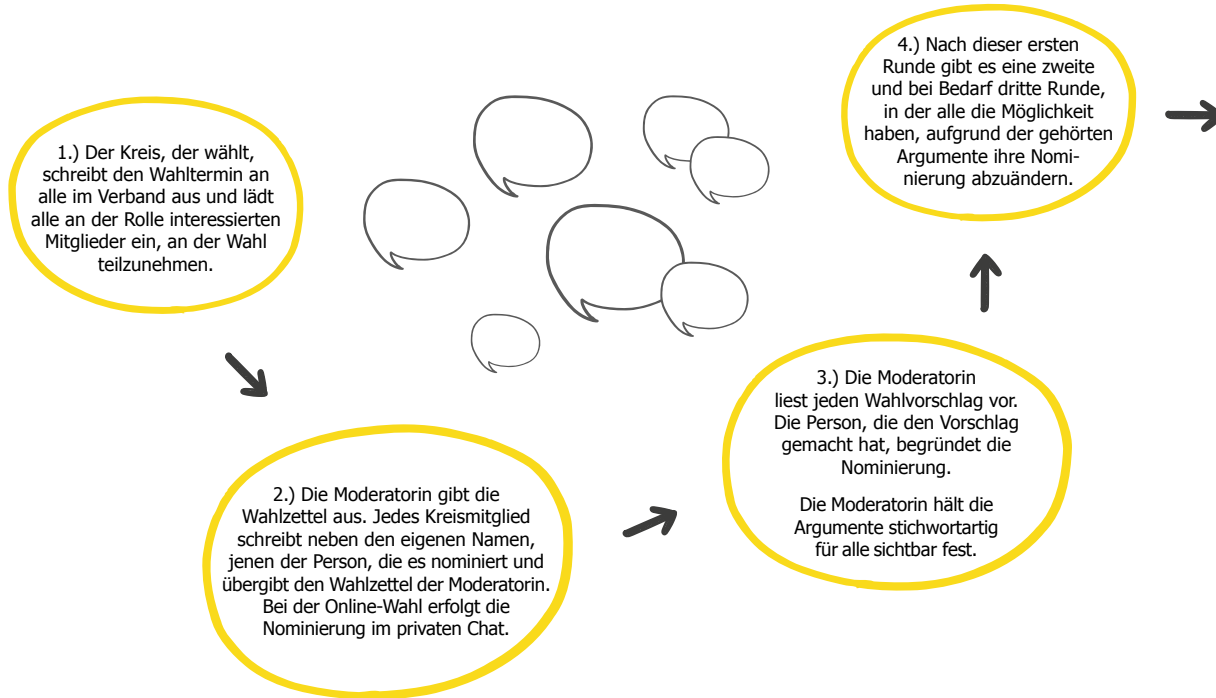 1.) Der Kreis, der wählt,
schreibt den Wahltermin an
alle im Verband aus und lädt
alle an der Rolle interessierten
Mitglieder ein, an der Wahl
teilzunehmen.
2.) Die Moderatorin gibt die
Wahlzettel aus. Jedes Kreismitglied
schreibt neben den eigenen Namen,
jenen der Person, die es nominiert und
übergibt den Wahlzettel der Moderatorin.
Bei der Online-Wahl erfolgt die
Nominierung im privaten Chat.
3.) Die Moderatorin
liest jeden Wahlvorschlag vor.
Die Person, die den Vorschlag
gemacht hat, begründet die
Nominierung.
Die Moderatorin hält die
Argumente stichwortartig
für alle sichtbar fest.
4.) Nach dieser ersten
Runde gibt es eine zweite
und bei Bedarf dritte Runde,
in der alle die Möglichkeit
haben, aufgrund der gehörten
Argumente ihre Nomi-
nierung abzuändern.